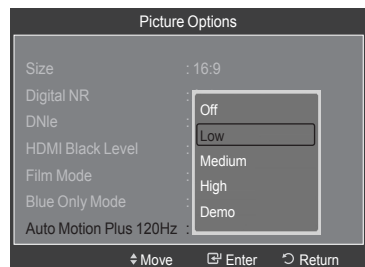 Picture Options
Size : 16:9
Digital NR :
DNIe :
HDMI Black Level :
Film Mode :
Blue Only Mode :
Auto Motion Plus 120Hz :
Off
Low
Medium
High
Demo
Move Enter Return